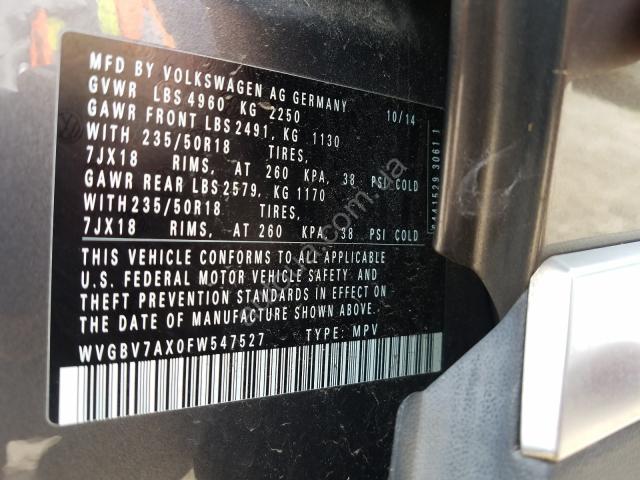 MFD BY VOLKSWAGEN AG GERMANY
GVWR LBS 4960 KG 2250 10/14
GAWR FRONT LBS 2491, KG 1130
WITH 235/50R18 TIRES,
7JX18 RIMS, AT 260 KPA, 38 PSI COLD
GAWR REAR LBS 2579, KG 1170
WITH 235/50R18 TIRES,
7JX18 RIMS, AT 260 KPA, 38 PSI COLD
THIS VEHICLE CONFORMS TO ALL APPLICABLE
U.S. FEDERAL MOTOR VEHICLE SAFETY AND
THEFT PREVENTION STANDARDS IN EFFECT ON
THE DATE OF MANUFACTURE SHOWN ABOVE.
WVGBV7AX0FW547527 TYPE: MPV